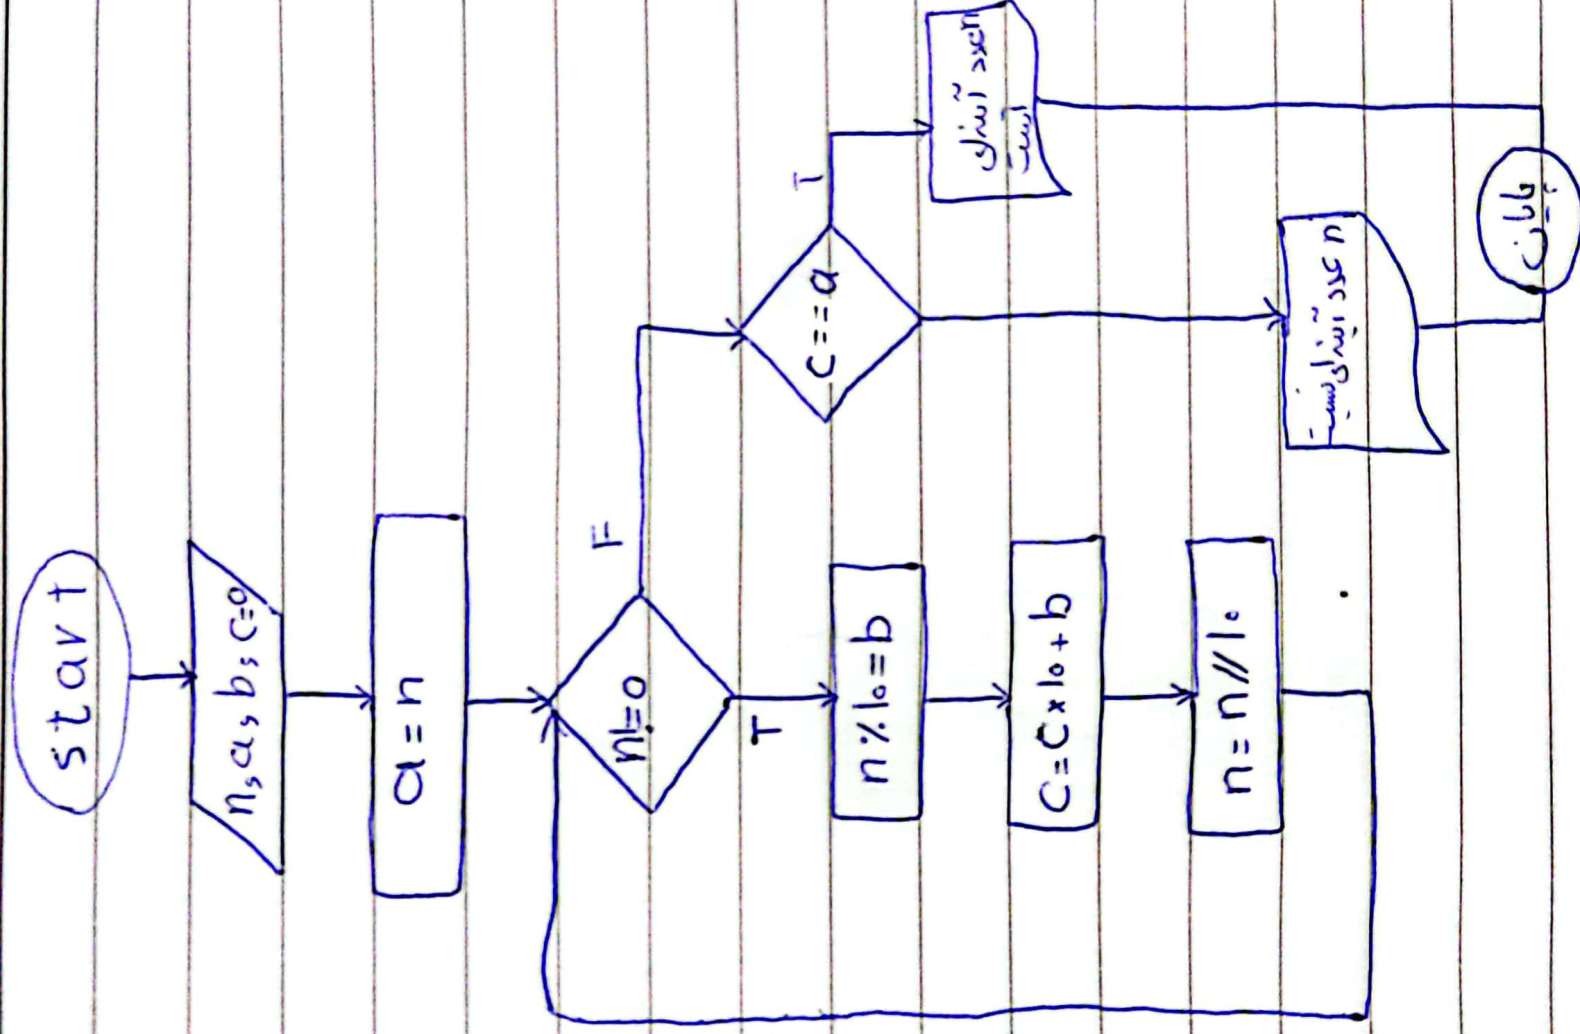 start
n, a, b, c=0
a = n
n!=0
F
T
n%10=b
C=C×10+b
n=n//10
C==a
T
n عدد آینه‌ای
است
n عدد آینه‌ای نیست
پایان